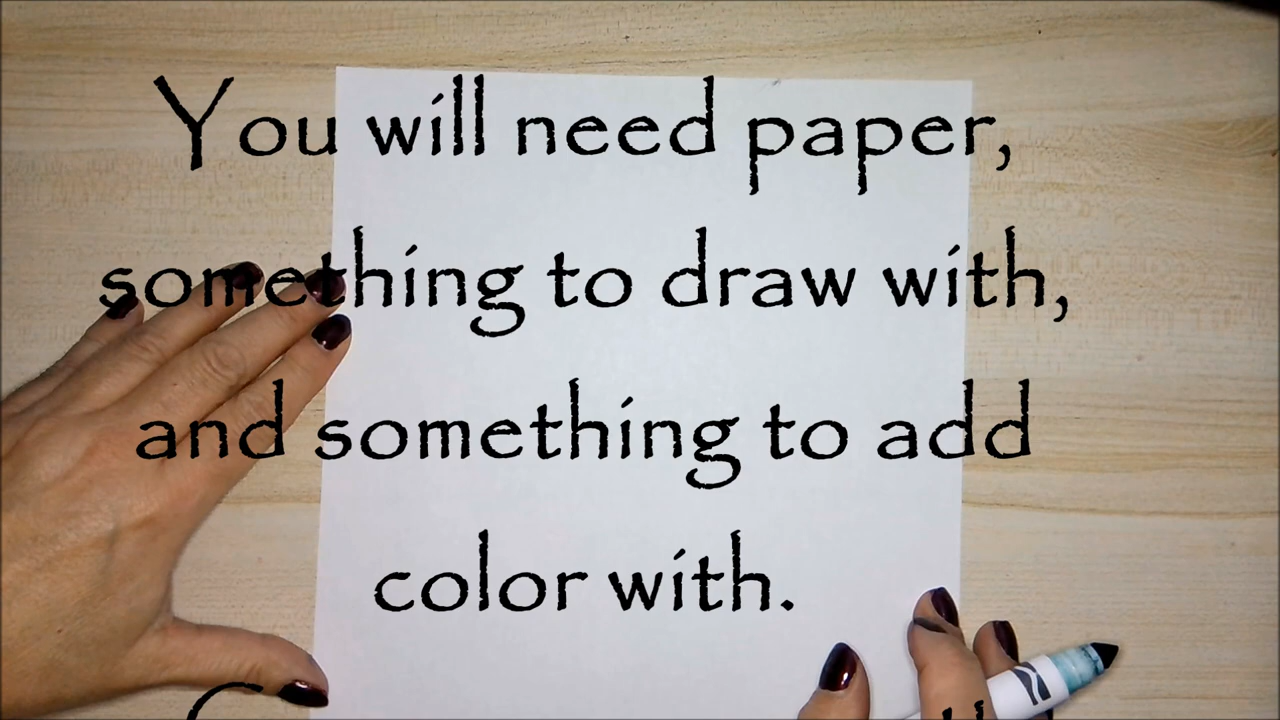 You will need paper,
something to draw with,
and something to add
color with.